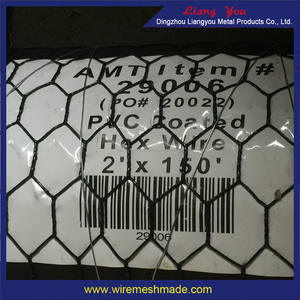 Liang You
Dingzhou Liangyou Metal Products Co., Ltd.
AMT Item #
29006
(PO# 20022)
PVC Coated
Hex Wire
2' x 150'
29006
www.wiremeshmade.com